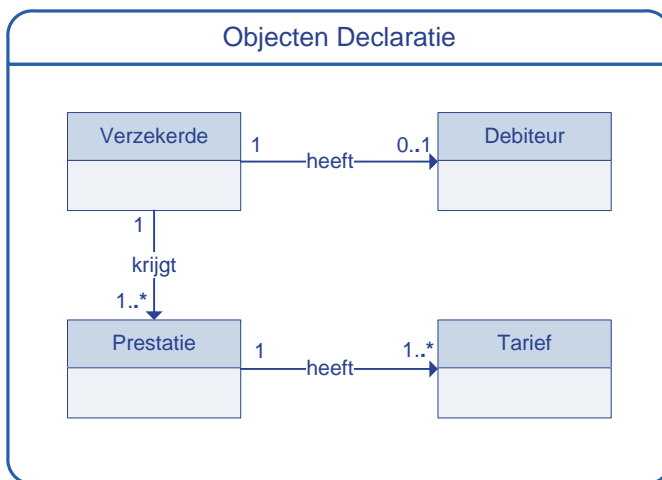 Objecten Declaratie
Verzekerde
Debiteur
1
heeft
0..1
1
krijgt
1..*
Prestatie
Tarief
1
heeft
1..*